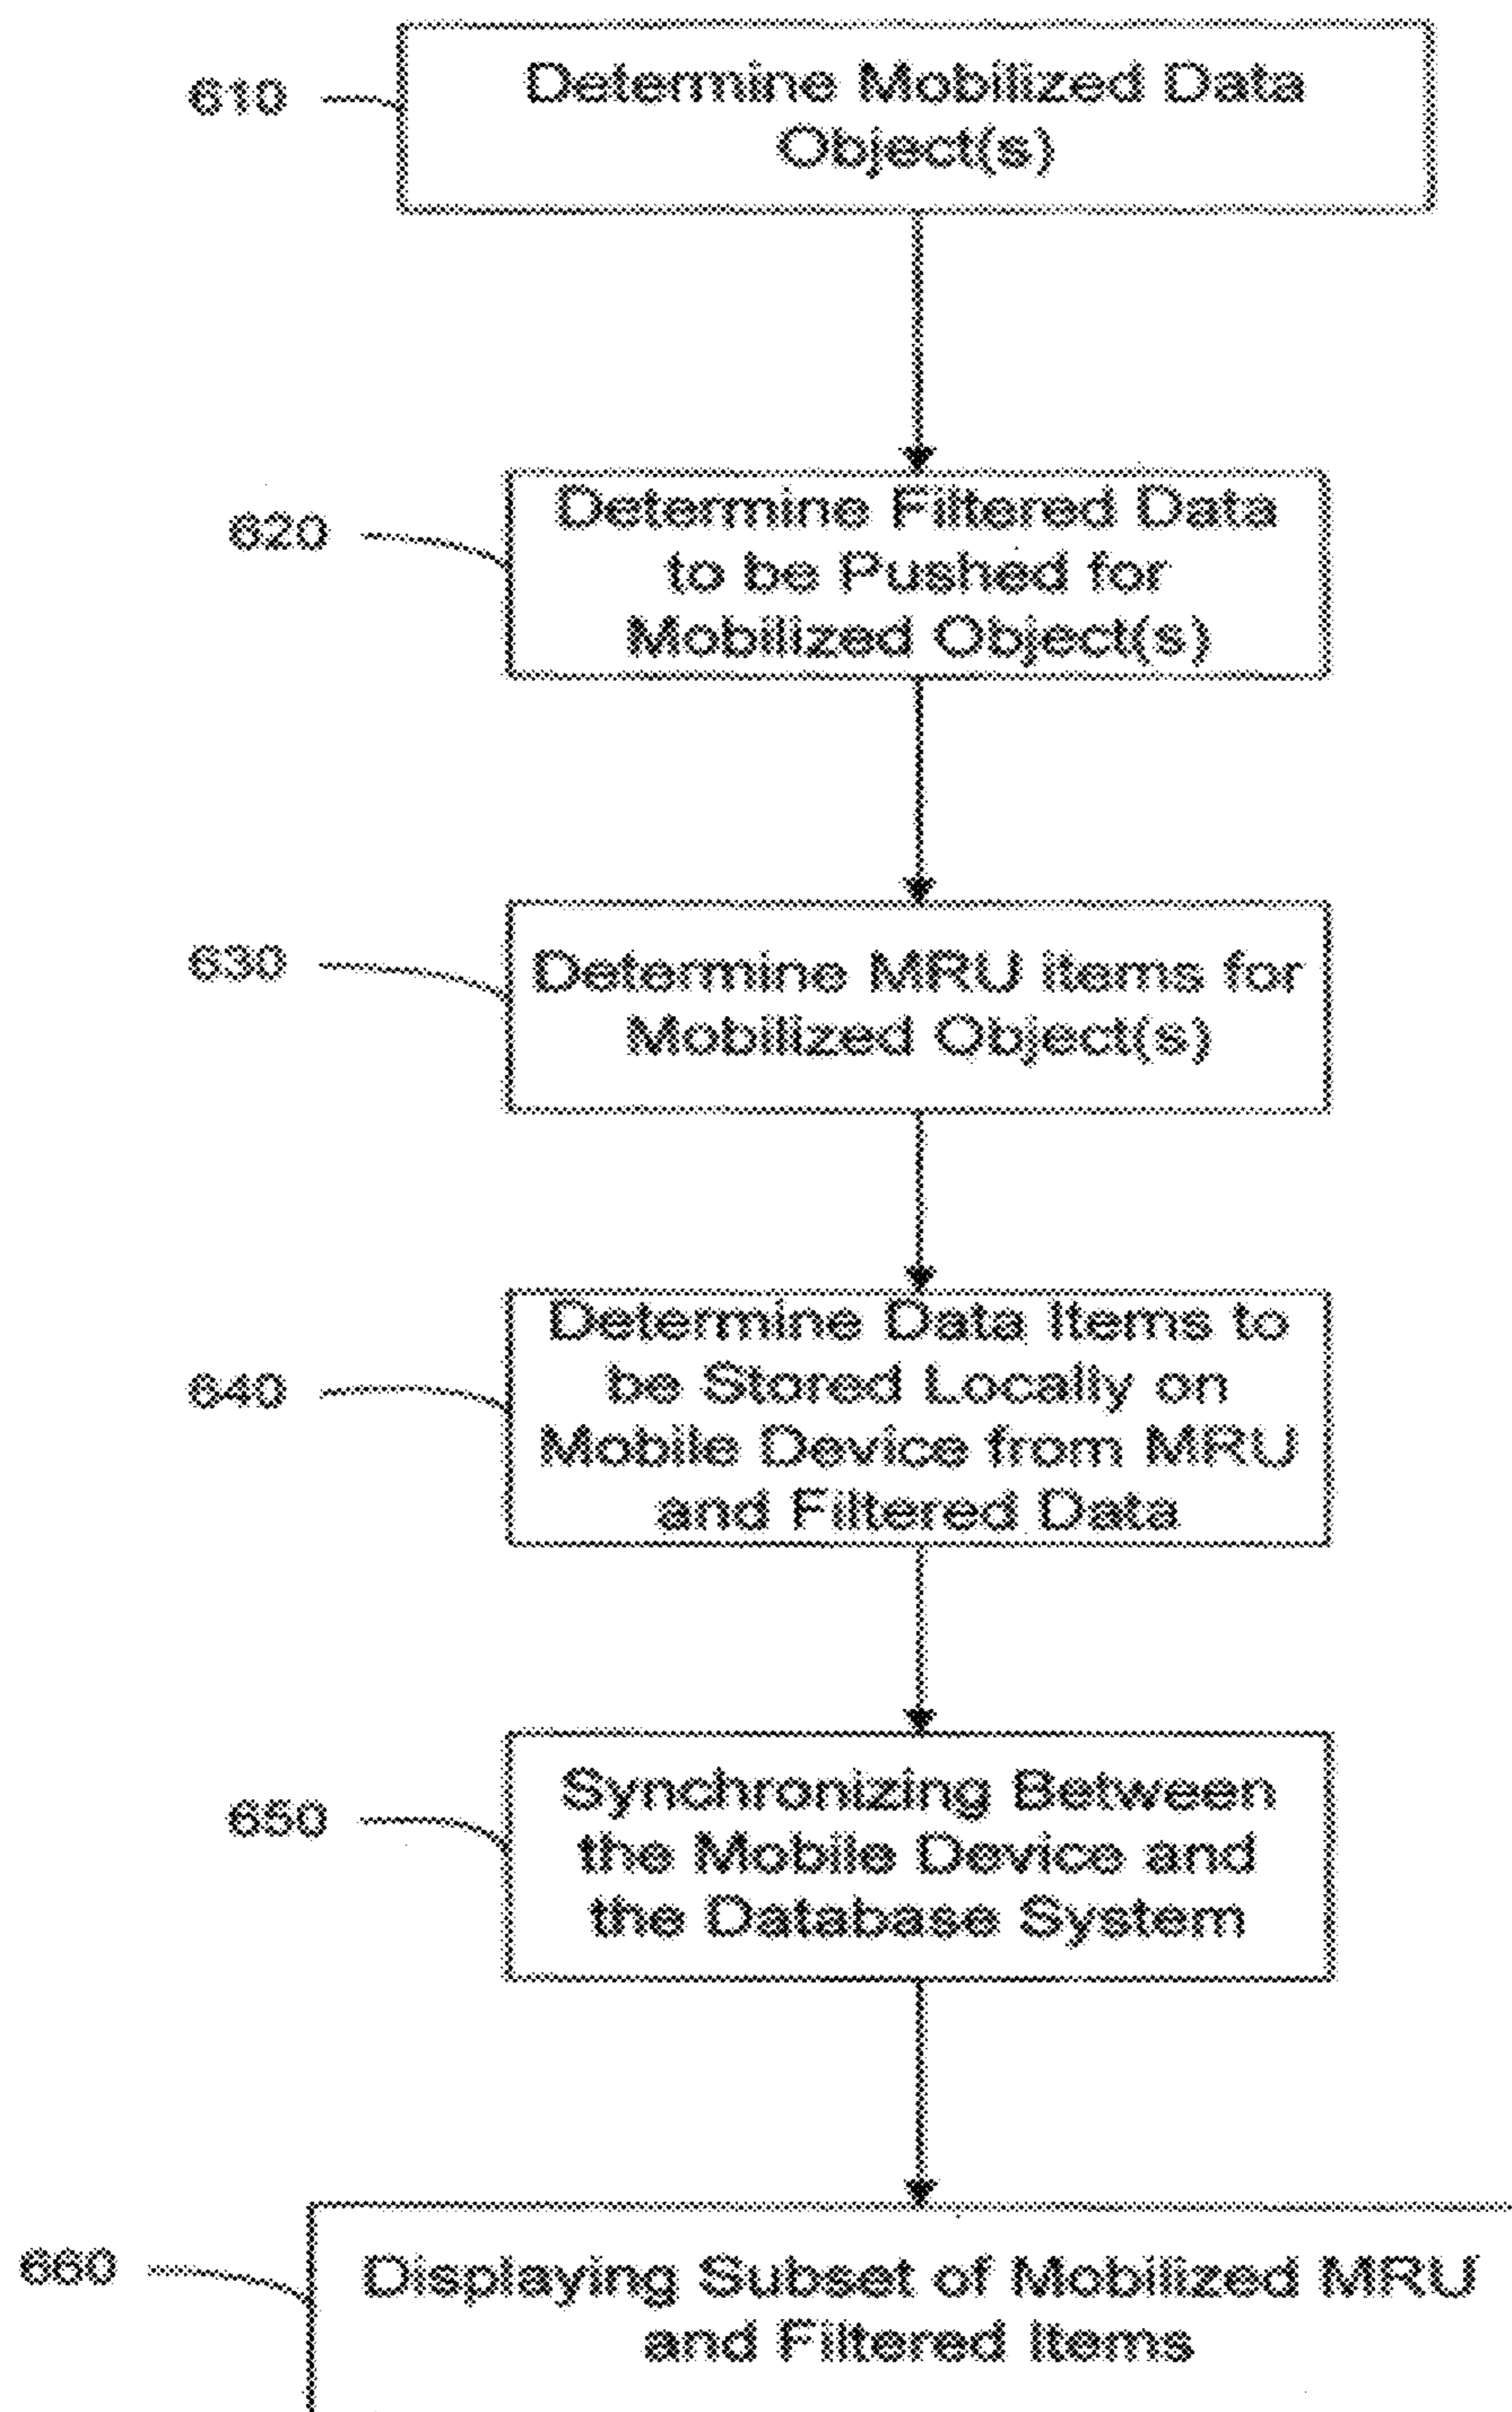 610
Determine Mobilized Data
Object(s)
620
Determine Filtered Data
to be Pushed for
Mobilized Object(s)
630
Determine MRU items for
Mobilized Object(s)
640
Determine Data Items to
be Stored Locally on
Mobile Device from MRU
and Filtered Data
650
Synchronizing Between
the Mobile Device and
the Database System
660
Displaying Subset of Mobilized MRU
and Filtered Items